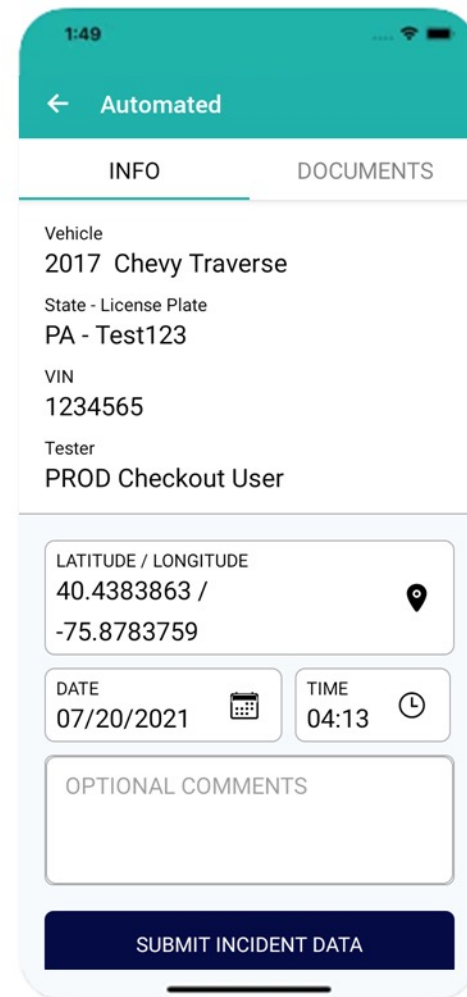 1:49
Automated
INFO DOCUMENTS
Vehicle
2017 Chevy Traverse
State - License Plate
PA - Test123
VIN
1234565
Tester
PROD Checkout User
LATITUDE / LONGITUDE
40.4383863 /
-75.8783759
DATE TIME
07/20/2021 04:13
OPTIONAL COMMENTS
SUBMIT INCIDENT DATA